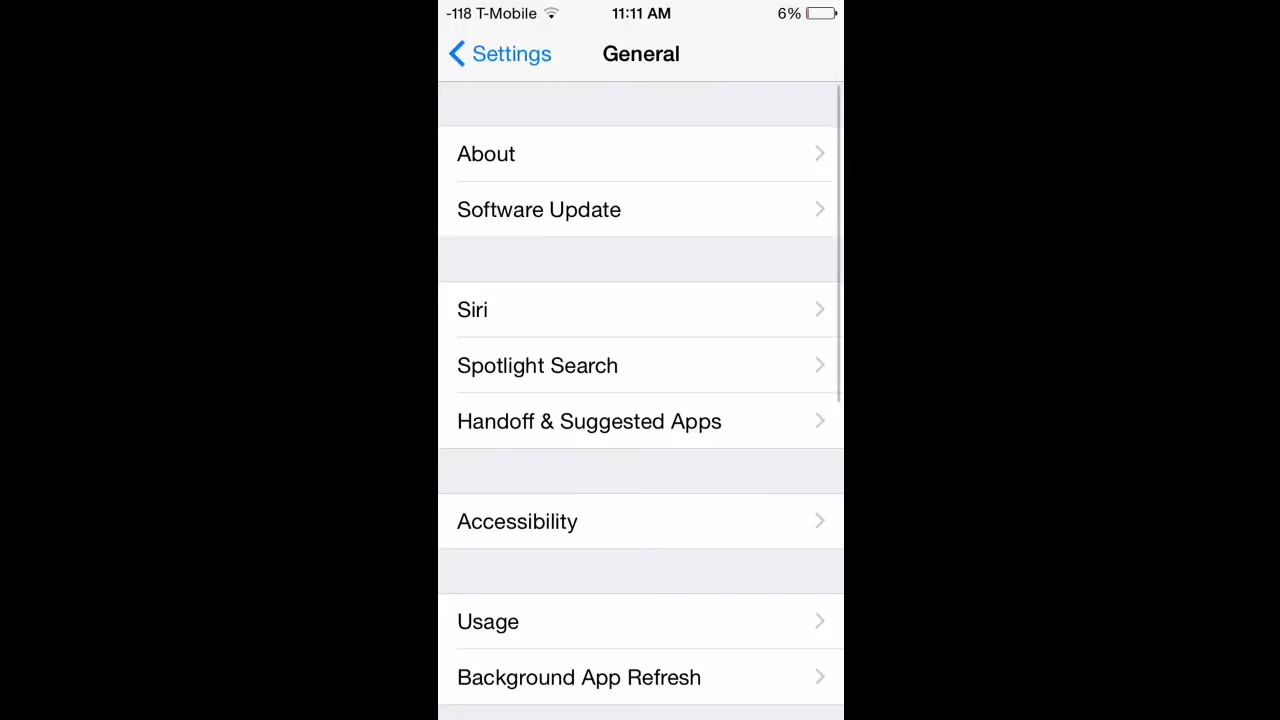 -118 T-Mobile 11:11 AM 6%
Settings General
About
Software Update
Siri
Spotlight Search
Handoff & Suggested Apps
Accessibility
Usage
Background App Refresh